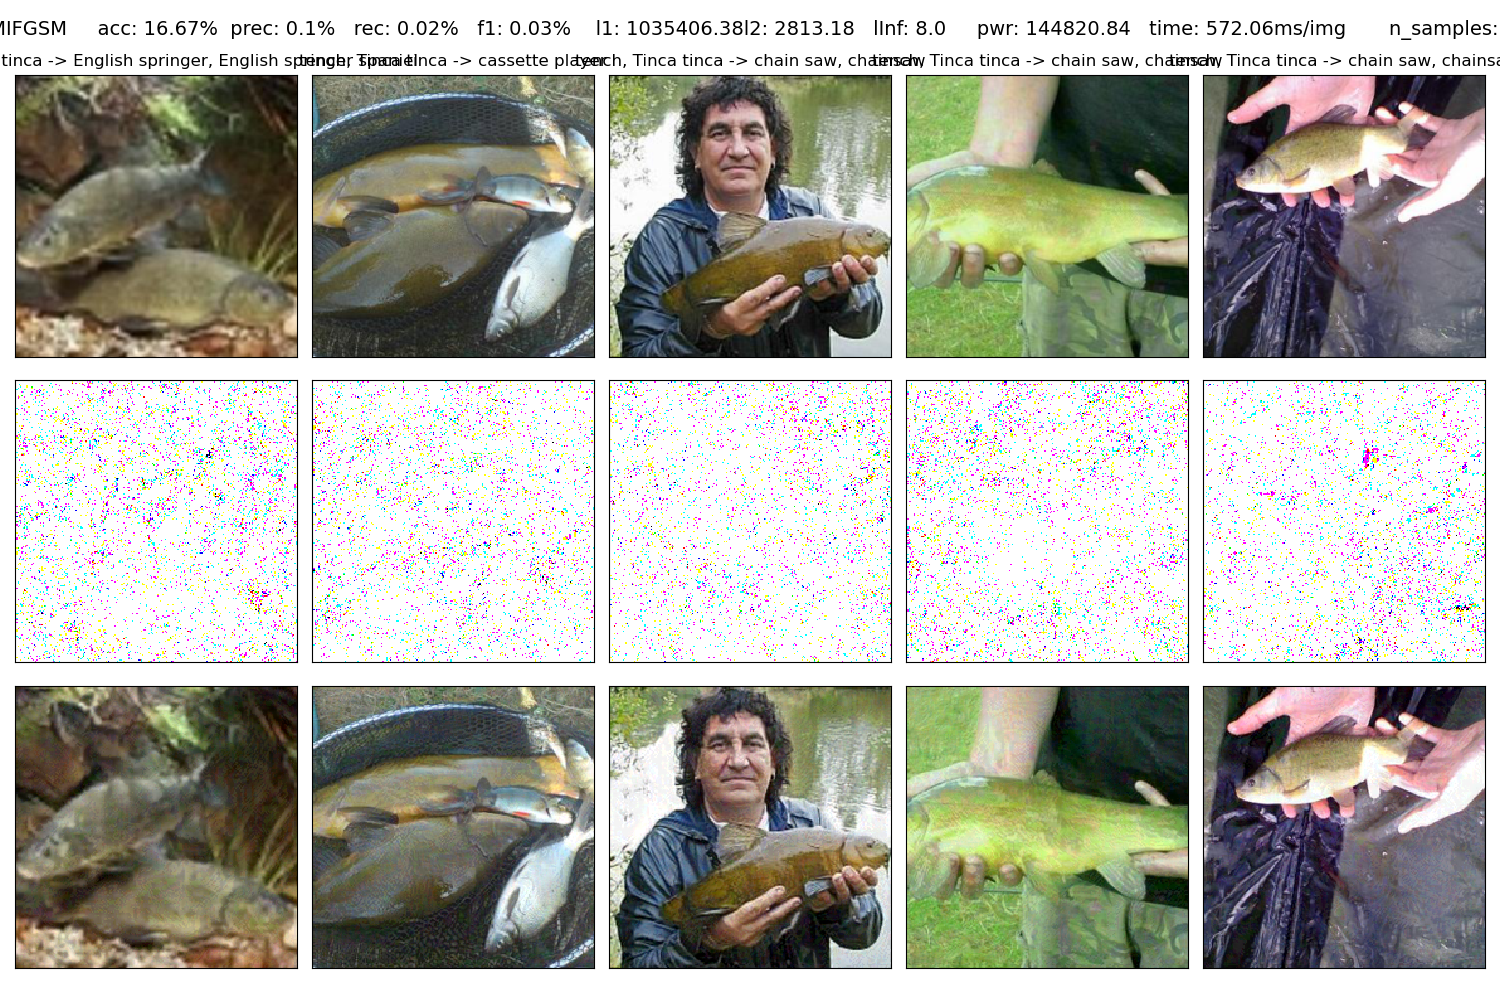 MIFGSM acc: 16.67% prec: 0.1% rec: 0.02% f1: 0.03% l1: 1035406.38l2: 2813.18 lInf: 8.0 pwr: 144820.84 time: 572.06ms/img n_samples:
tinca -> English springer, English springer spaniel tench, Tinca tinca -> cassette player tench, Tinca tinca -> chain saw, chainsaw tench, Tinca tinca -> chain saw, chainsaw tench, Tinca tinca -> chain saw, chainsa